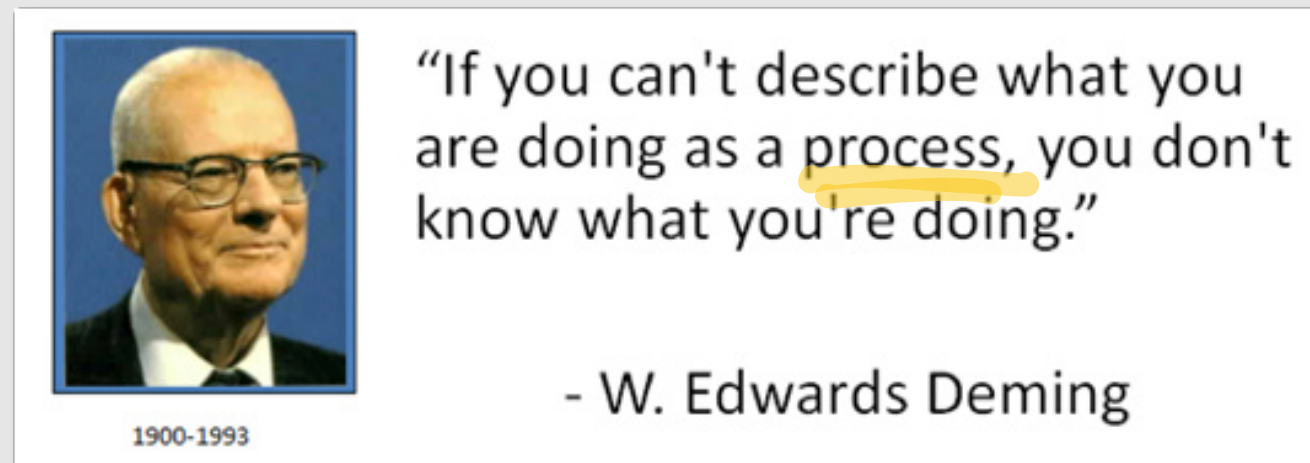 “If you can't describe what you
are doing as a process, you don't
know what you're doing.”
- W. Edwards Deming
1900-1993